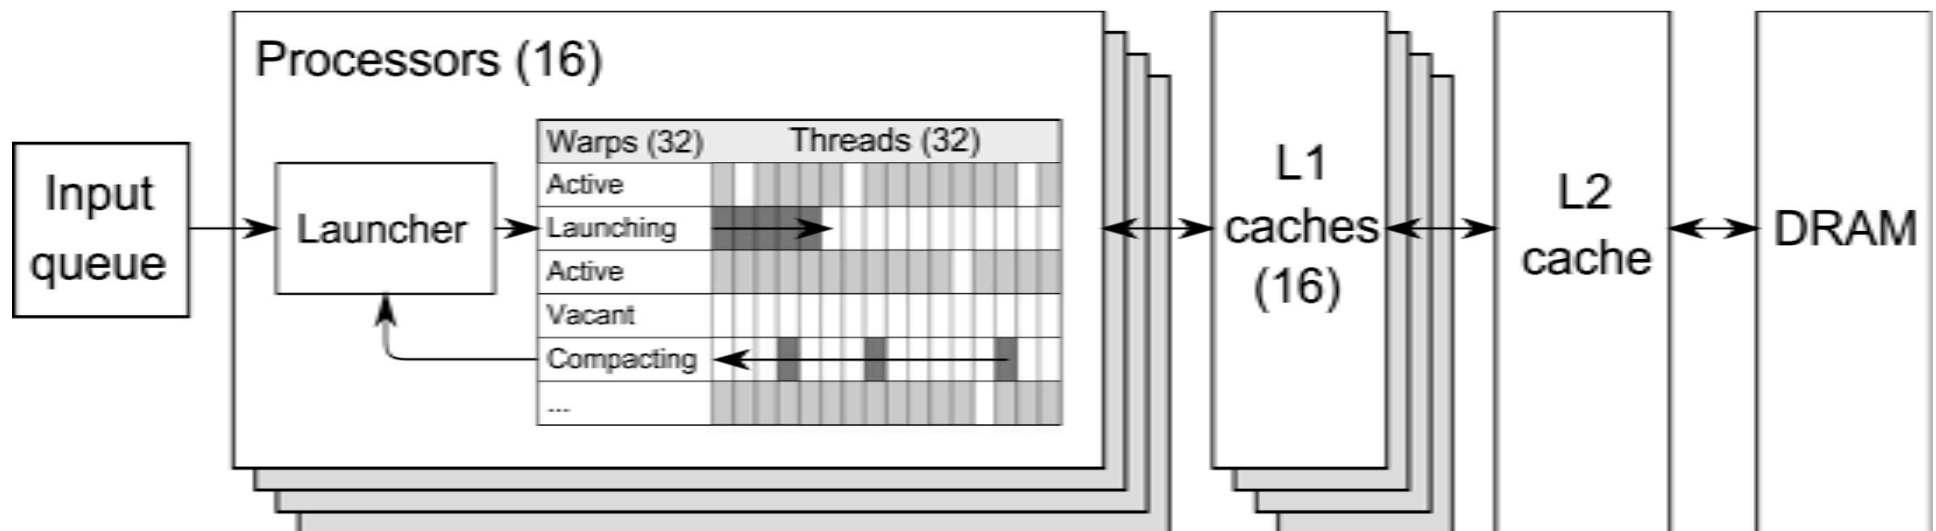 Processors (16)
Input
queue
Launcher
Warps (32) Threads (32)
Active
Launching
Active
Vacant
Compacting
...
L1
caches
(16)
L2
cache
DRAM